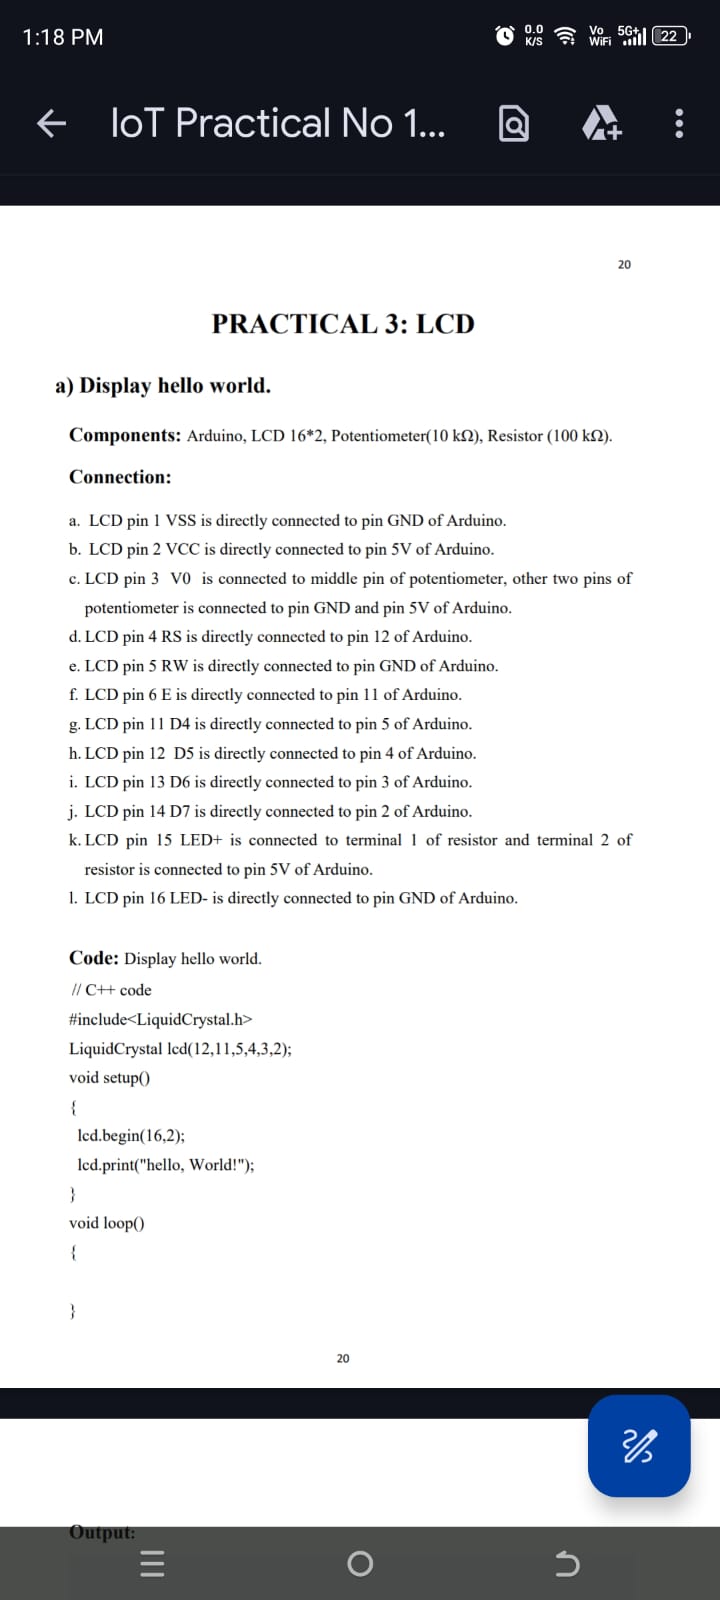 1:18 PM
0.0 K/S
Vo WiFi 5G+ 22
IoT Practical No 1...
20
PRACTICAL 3: LCD
a) Display hello world.
Components: Arduino, LCD 16*2, Potentiometer(10 kΩ), Resistor (100 kΩ).
Connection:
a. LCD pin 1 VSS is directly connected to pin GND of Arduino.
b. LCD pin 2 VCC is directly connected to pin 5V of Arduino.
c. LCD pin 3 V0 is connected to middle pin of potentiometer, other two pins of
potentiometer is connected to pin GND and pin 5V of Arduino.
d. LCD pin 4 RS is directly connected to pin 12 of Arduino.
e. LCD pin 5 RW is directly connected to pin GND of Arduino.
f. LCD pin 6 E is directly connected to pin 11 of Arduino.
g. LCD pin 11 D4 is directly connected to pin 5 of Arduino.
h. LCD pin 12 D5 is directly connected to pin 4 of Arduino.
i. LCD pin 13 D6 is directly connected to pin 3 of Arduino.
j. LCD pin 14 D7 is directly connected to pin 2 of Arduino.
k. LCD pin 15 LED+ is connected to terminal 1 of resistor and terminal 2 of
resistor is connected to pin 5V of Arduino.
l. LCD pin 16 LED- is directly connected to pin GND of Arduino.
Code: Display hello world.
// C++ code
#include<LiquidCrystal.h>
LiquidCrystal lcd(12,11,5,4,3,2);
void setup()
{
lcd.begin(16,2);
lcd.print("hello, World!");
}
void loop()
{
}
20
Output: